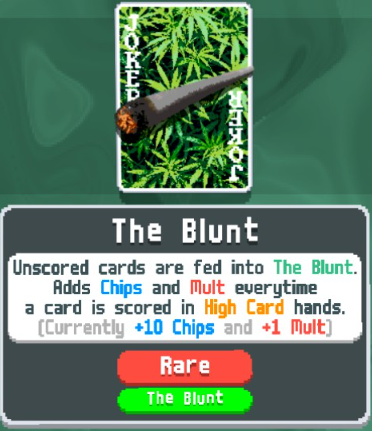 JOKER
JOKER
The Blunt
Unscored cards are fed into The Blunt.
Adds Chips and Mult everytime
a card is scored in High Card hands.
(Currently +10 Chips and +1 Mult)
Rare
The Blunt